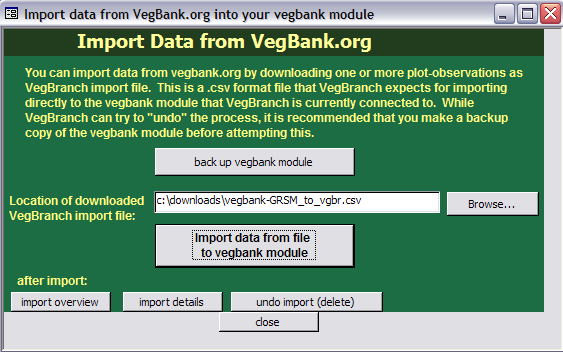 Import data from VegBank.org into your vegbank module
Import Data from VegBank.org
You can import data from vegbank.org by downloading one or more plot-observations as
VegBranch import file.  This is a .csv format file that VegBranch expects for importing
directly to the vegbank module that VegBranch is currently connected to.  While
VegBranch can try to "undo" the process, it is recommended that you make a backup
copy of the vegbank module before attempting this.
back up vegbank module
Location of downloaded
VegBranch import file:
c:\downloads\vegbank-GRSM_to_vgbr.csv
Browse...
Import data from file
to vegbank module
after import:
import overview
import details
undo import (delete)
close